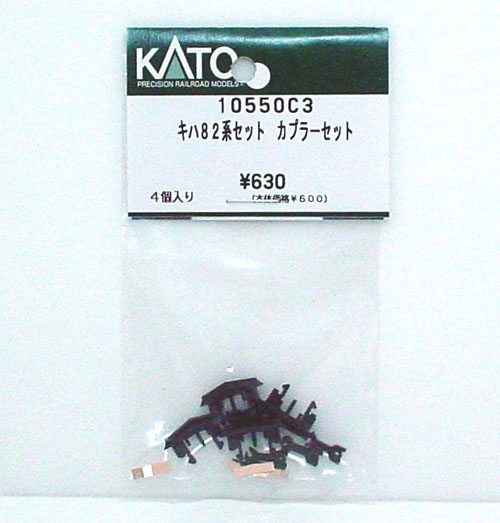 KATO
PRECISION RAILROAD MODELS
10550C3
キハ82系セット カプラーセット
¥630
4個入り
(本体価格¥600)